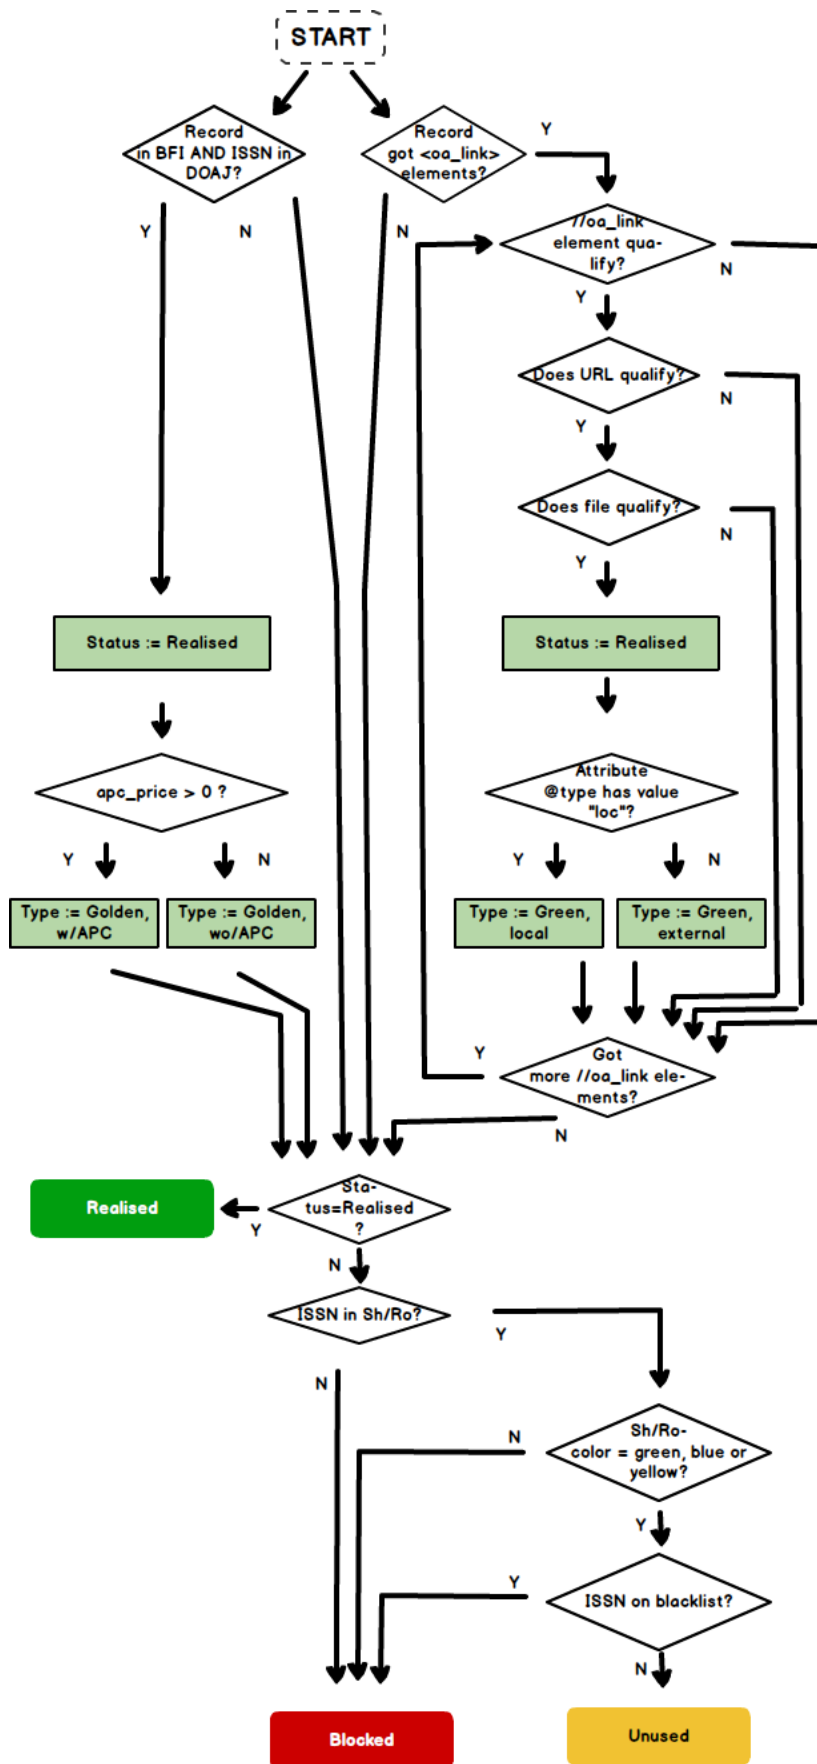 START
Record
in BFI AND ISSN in
DOAJ?
Record
got <oa_link>
elements?
Y
Y
N
N
//oa_link
element qua-
lify?
N
Y
Does URL qualify?
N
Y
Does file qualify?
N
Y
Status := Realised
Status := Realised
apc_price > 0 ?
Attribute
@type has value
"loc"?
Y
N
Y
N
Type := Golden,
w/APC
Type := Golden,
wo/APC
Type := Green,
local
Type := Green,
external
Y
Got
more //oa_link ele-
ments?
N
Realised
Y
Sta-
tus=Realised
?
N
ISSN in Sh/Ro?
Y
N
N
Sh/Ro-
color = green, blue or
yellow?
Y
Y
ISSN on blacklist?
N
Blocked
Unused